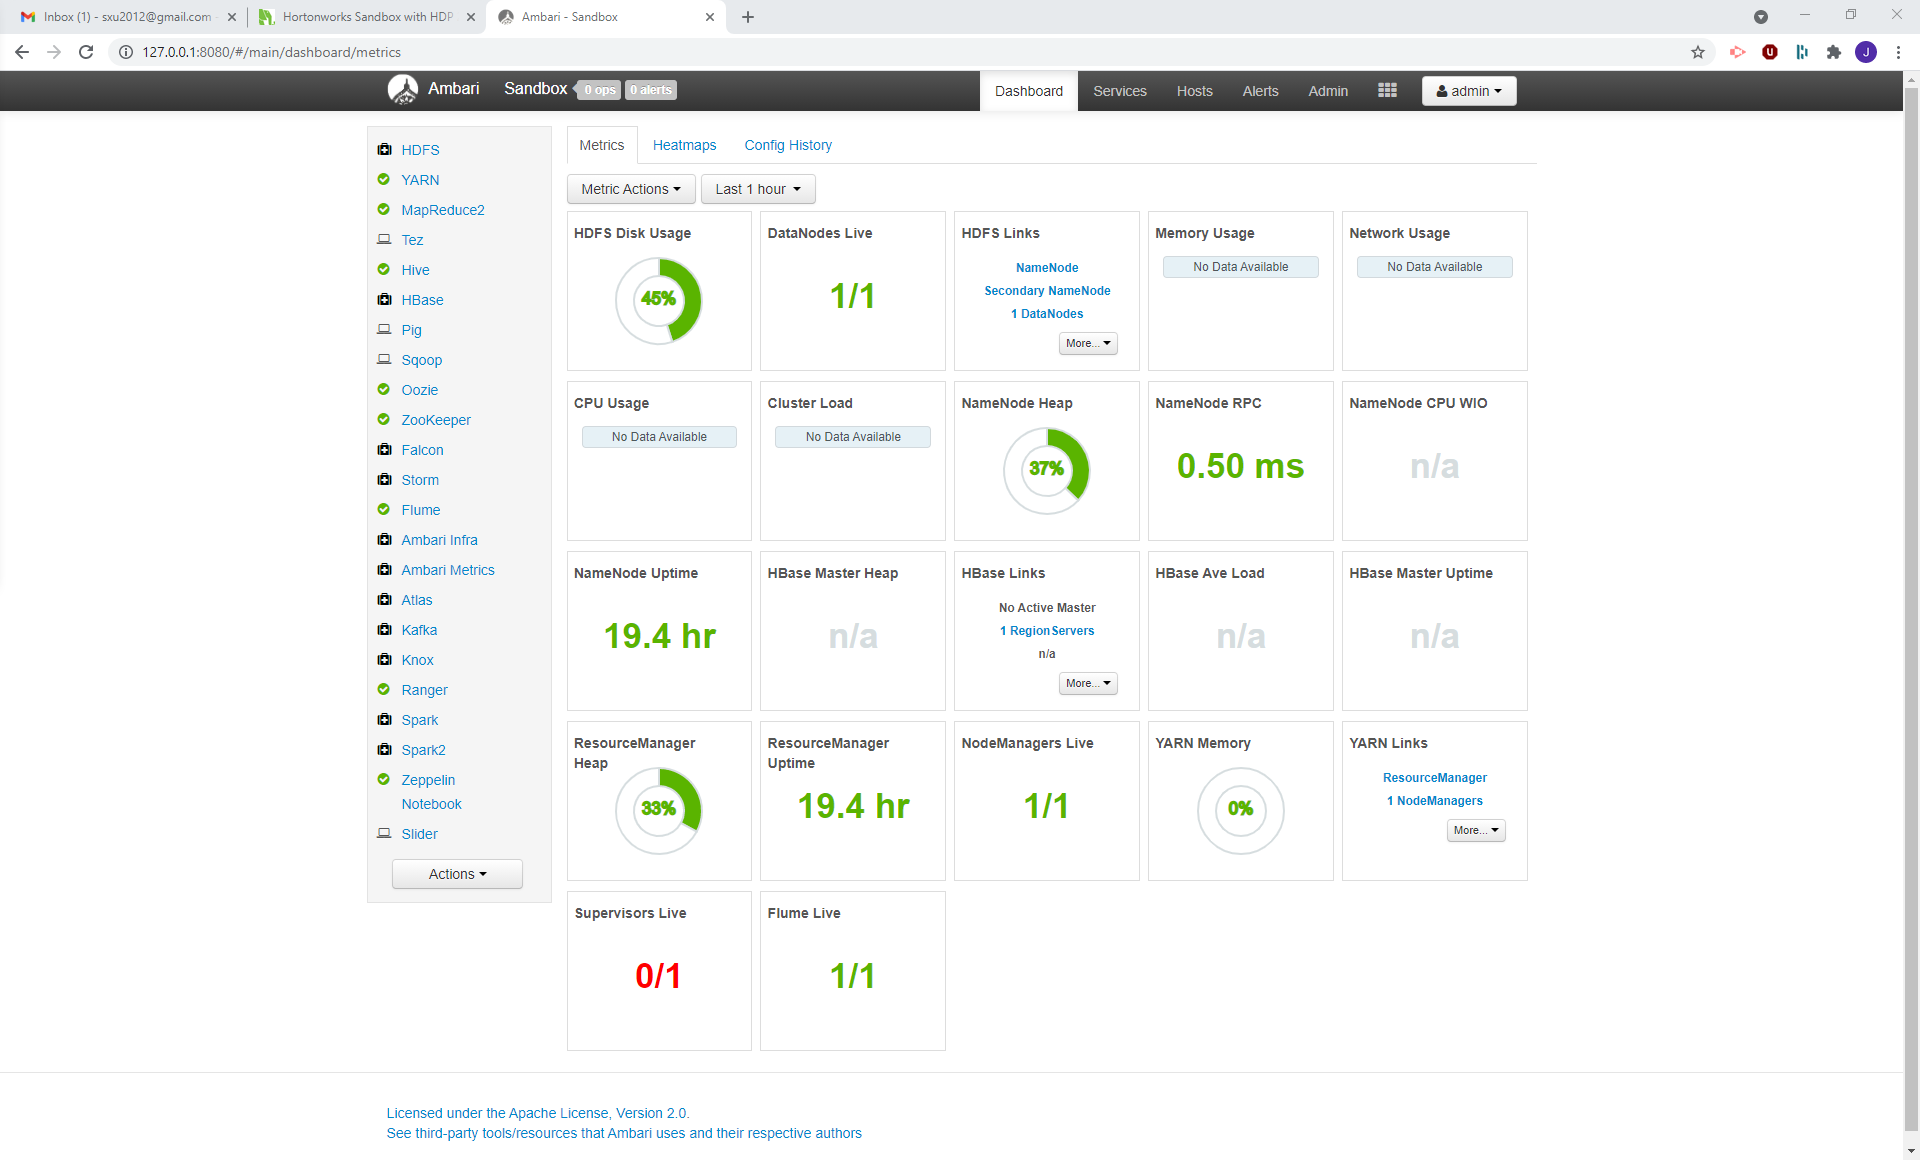 Inbox (1) - sxu2012@gmail.com
Hortonworks Sandbox with HDP
Ambari - Sandbox
127.0.0.1:8080/#/main/dashboard/metrics
J
Ambari
Sandbox
0 ops
0 alerts
Dashboard
Services
Hosts
Alerts
Admin
admin
HDFS
YARN
MapReduce2
Tez
Hive
HBase
Pig
Sqoop
Oozie
ZooKeeper
Falcon
Storm
Flume
Ambari Infra
Ambari Metrics
Atlas
Kafka
Knox
Ranger
Spark
Spark2
Zeppelin
Notebook
Slider
Actions
Metrics
Heatmaps
Config History
Metric Actions
Last 1 hour
HDFS Disk Usage
45%
DataNodes Live
1/1
HDFS Links
NameNode
Secondary NameNode
1 DataNodes
More...
Memory Usage
No Data Available
Network Usage
No Data Available
CPU Usage
No Data Available
Cluster Load
No Data Available
NameNode Heap
37%
NameNode RPC
0.50 ms
NameNode CPU WIO
n/a
NameNode Uptime
19.4 hr
HBase Master Heap
n/a
HBase Links
No Active Master
1 RegionServers
n/a
More...
HBase Ave Load
n/a
HBase Master Uptime
n/a
ResourceManager
Heap
33%
ResourceManager
Uptime
19.4 hr
NodeManagers Live
1/1
YARN Memory
0%
YARN Links
ResourceManager
1 NodeManagers
More...
Supervisors Live
0/1
Flume Live
1/1
Licensed under the Apache License, Version 2.0.
See third-party tools/resources that Ambari uses and their respective authors